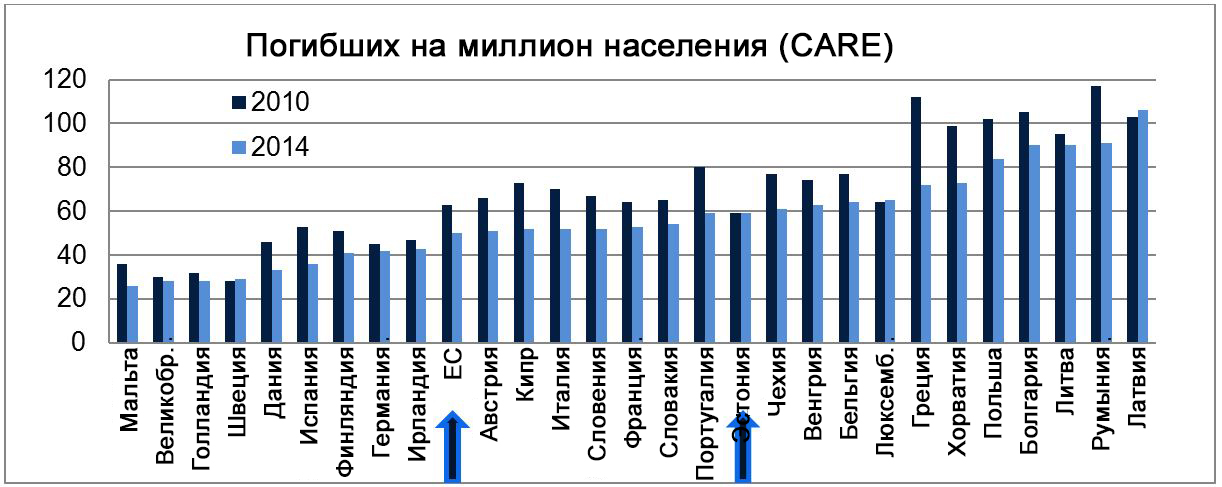 Погибших на миллион населения (CARE)
120
100
80
60
40
20
0
2010
2014
Мальта
Великобр.
Голландия
Швеция
Дания
Испания
Финляндия
Германия
Ирландия
ЕС
Австрия
Кипр
Италия
Словения
Франция
Словакия
Португалия
Эстония
Чехия
Венгрия
Бельгия
Люксемб.
Греция
Хорватия
Польша
Болгария
Литва
Румыния
Латвия